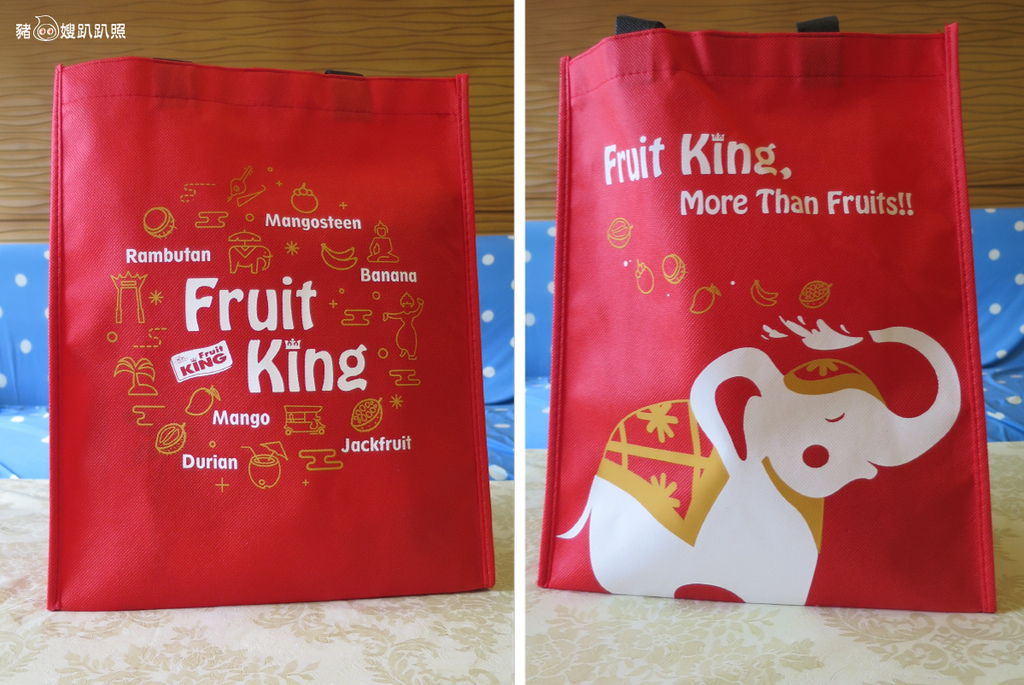 豬 嫂趴趴照
Mangosteen
Rambutan
Banana
Fruit
King
Fruit
KING
Mango
Jackfruit
Durian
Fruit King,
More Than Fruits!!